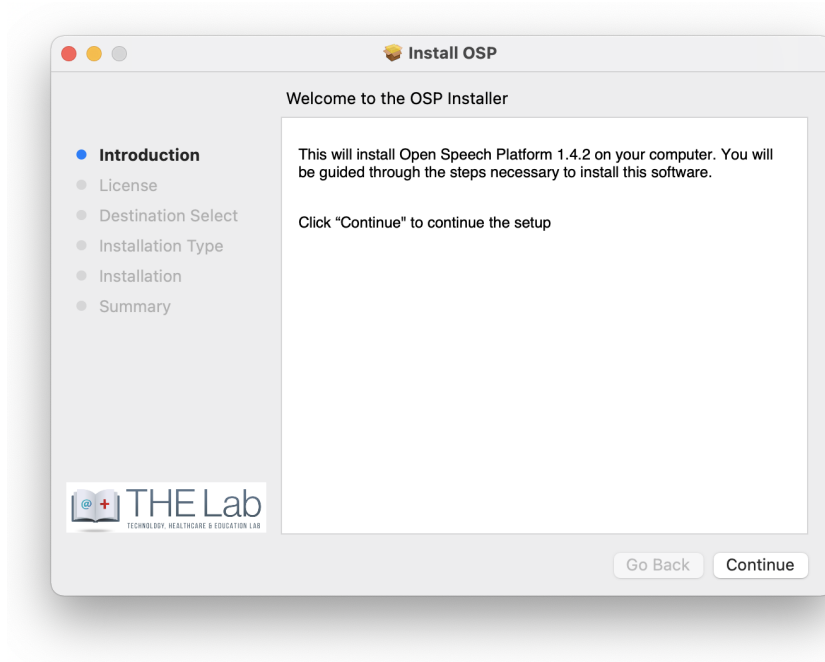 Install OSP
Welcome to the OSP Installer
Introduction
License
Destination Select
Installation Type
Installation
Summary
This will install Open Speech Platform 1.4.2 on your computer. You will
be guided through the steps necessary to install this software.
Click “Continue" to continue the setup
@ +
THE Lab
TECHNOLOGY, HEALTHCARE & EDUCATION LAB
Go Back
Continue